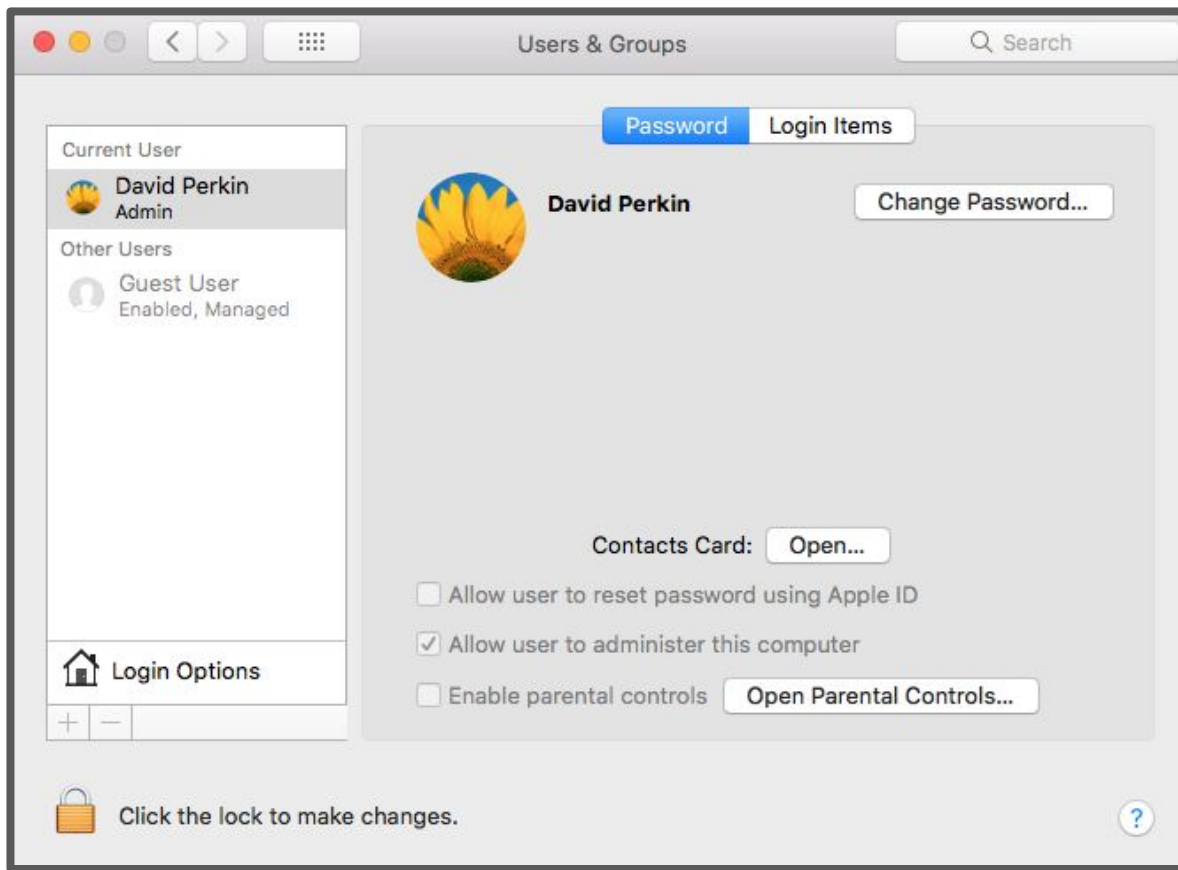 Users & Groups
Search
Password
Login Items
Current User
David Perkin
Admin
Other Users
Guest User
Enabled, Managed
Login Options
David Perkin
Change Password...
Contacts Card:
Open...
Allow user to reset password using Apple ID
Allow user to administer this computer
Enable parental controls
Open Parental Controls...
Click the lock to make changes.
?